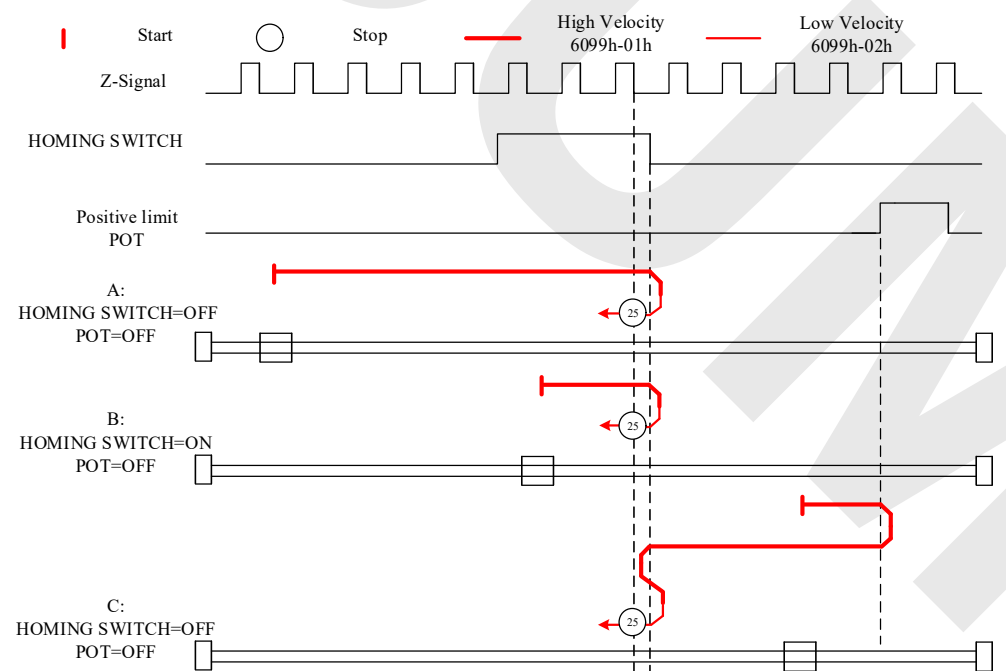 Start
Stop
High Velocity
6099h-01h
Low Velocity
6099h-02h
Z-Signal
HOMING SWITCH
Positive limit
POT
A:
HOMING SWITCH=OFF
POT=OFF
25
B:
HOMING SWITCH=ON
POT=OFF
25
C:
HOMING SWITCH=OFF
POT=OFF
25